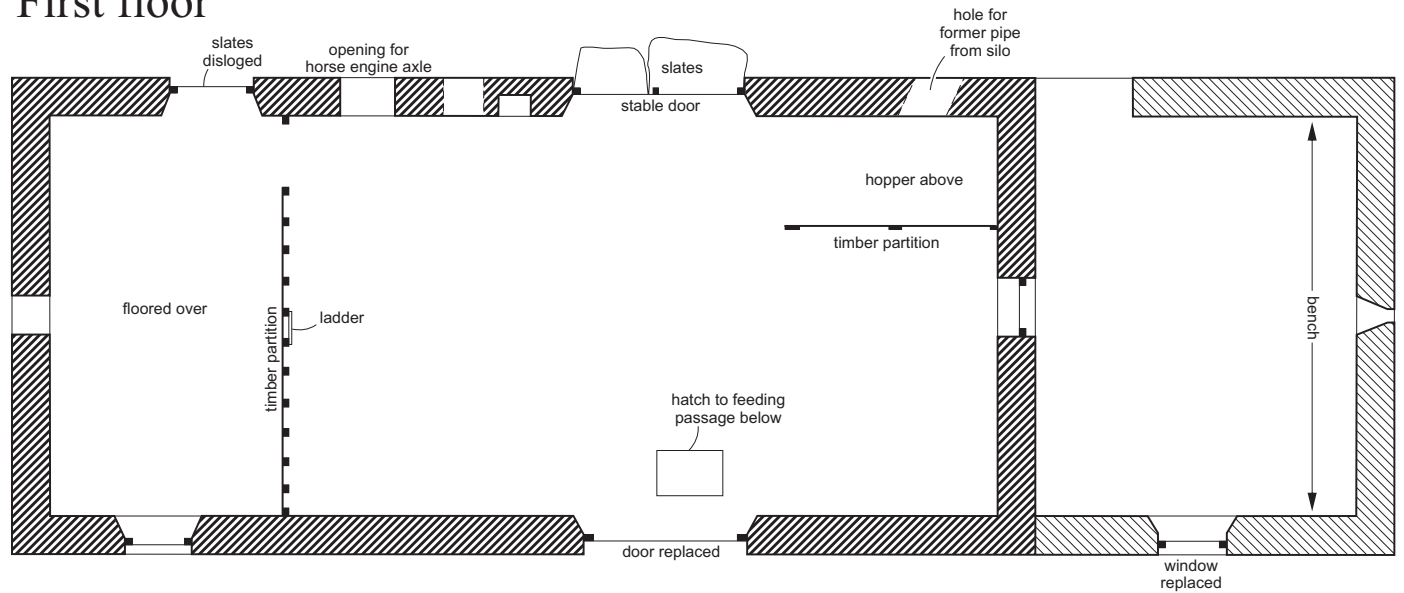 First floor
slates
disloged
opening for
horse engine axle
slates
stable door
hole for
former pipe
from silo
hopper above
timber partition
floored over
timber partition
ladder
bench
hatch to feeding
passage below
door replaced
window
replaced